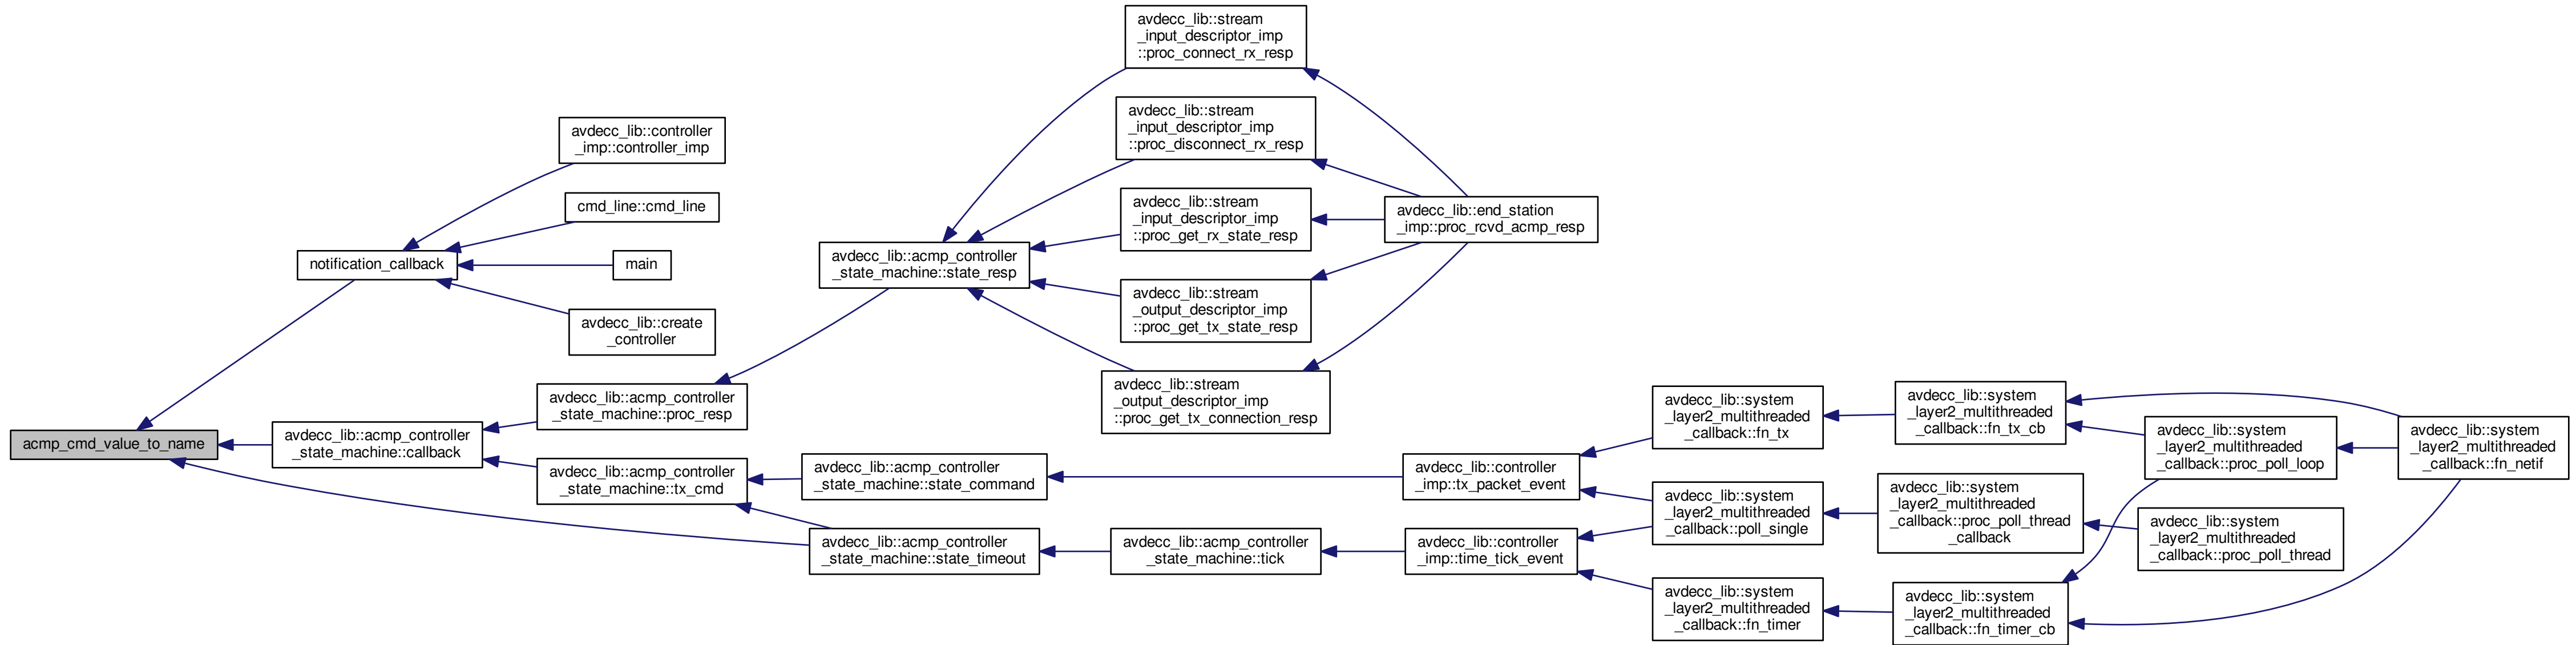 acmp_cmd_value_to_name
notification_callback
avdecc_lib::controller
_imp::controller_imp
cmd_line::cmd_line
main
avdecc_lib::create
_controller
avdecc_lib::acmp_controller
_state_machine::callback
avdecc_lib::acmp_controller
_state_machine::proc_resp
avdecc_lib::acmp_controller
_state_machine::state_resp
avdecc_lib::stream
_input_descriptor_imp
::proc_connect_rx_resp
avdecc_lib::stream
_input_descriptor_imp
::proc_disconnect_rx_resp
avdecc_lib::stream
_input_descriptor_imp
::proc_get_rx_state_resp
avdecc_lib::stream
_output_descriptor_imp
::proc_get_tx_state_resp
avdecc_lib::stream
_output_descriptor_imp
::proc_get_tx_connection_resp
avdecc_lib::end_station
_imp::proc_rcvd_acmp_resp
avdecc_lib::acmp_controller
_state_machine::tx_cmd
avdecc_lib::acmp_controller
_state_machine::state_command
avdecc_lib::acmp_controller
_state_machine::state_timeout
avdecc_lib::acmp_controller
_state_machine::tick
avdecc_lib::controller
_imp::tx_packet_event
avdecc_lib::controller
_imp::time_tick_event
avdecc_lib::system
_layer2_multithreaded
_callback::fn_tx
avdecc_lib::system
_layer2_multithreaded
_callback::poll_single
avdecc_lib::system
_layer2_multithreaded
_callback::fn_timer
avdecc_lib::system
_layer2_multithreaded
_callback::fn_tx_cb
avdecc_lib::system
_layer2_multithreaded
_callback::proc_poll_thread
_callback
avdecc_lib::system
_layer2_multithreaded
_callback::fn_timer_cb
avdecc_lib::system
_layer2_multithreaded
_callback::proc_poll_loop
avdecc_lib::system
_layer2_multithreaded
_callback::proc_poll_thread
avdecc_lib::system
_layer2_multithreaded
_callback::fn_netif